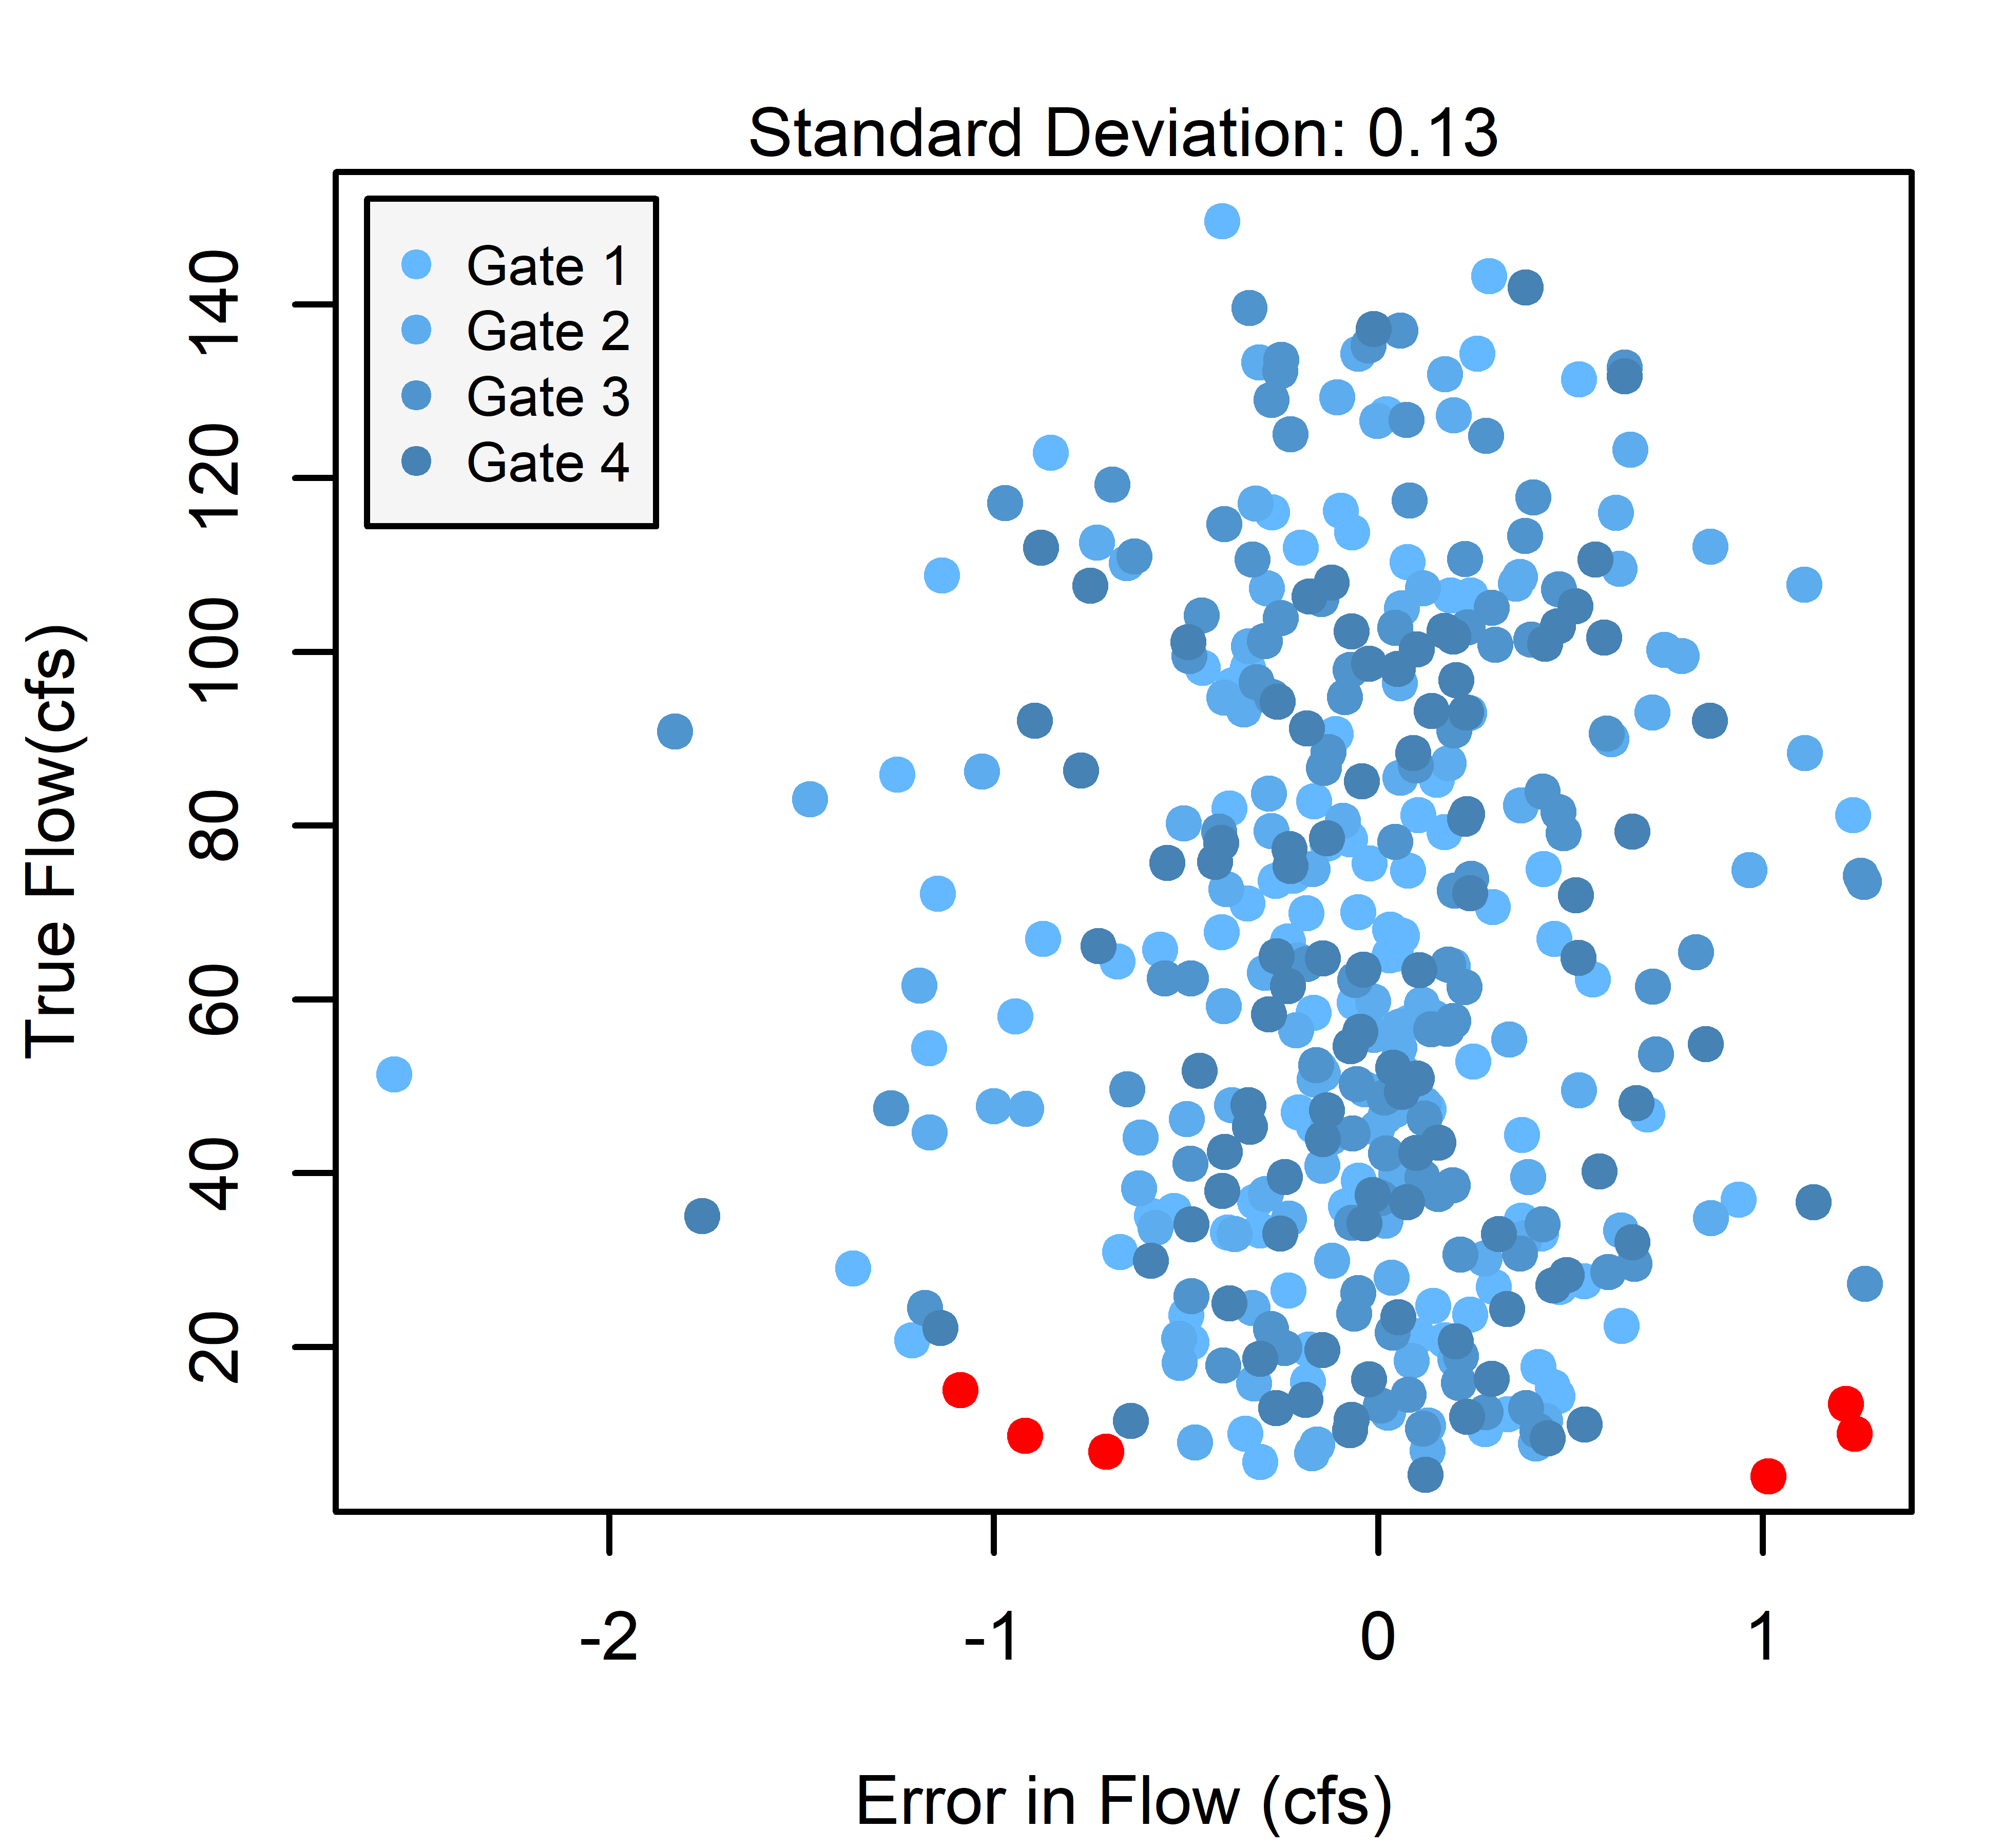 Standard Deviation: 0.13
Gate 1
Gate 2
Gate 3
Gate 4
True Flow(cfs)
140
120
100
80
60
40
20
-2 -1 0 1
Error in Flow (cfs)